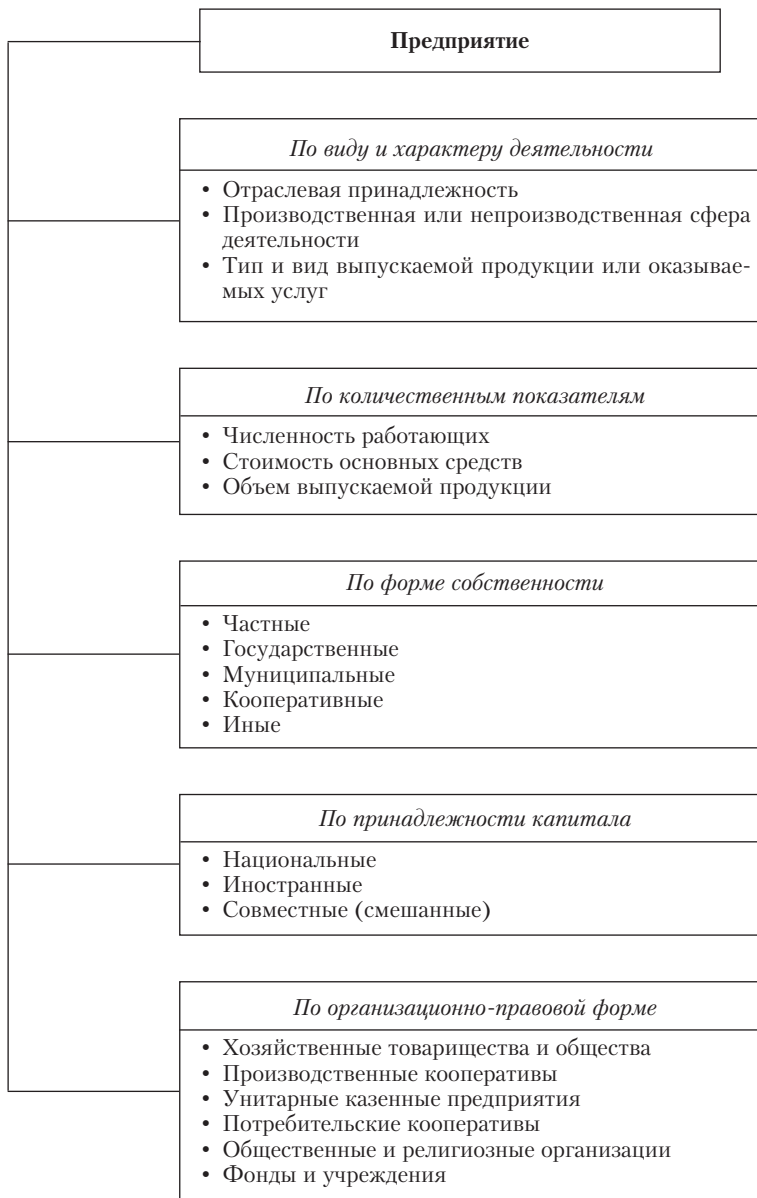 Предприятие
По виду и характеру деятельности
• Отраслевая принадлежность
• Производственная или непроизводственная сфера
деятельности
• Тип и вид выпускаемой продукции или оказывае-
мых услуг
По количественным показателям
• Численность работающих
• Стоимость основных средств
• Объем выпускаемой продукции
По форме собственности
• Частные
• Государственные
• Муниципальные
• Кооперативные
• Иные
По принадлежности капитала
• Национальные
• Иностранные
• Совместные (смешанные)
По организационно-правовой форме
• Хозяйственные товарищества и общества
• Производственные кооперативы
• Унитарные казенные предприятия
• Потребительские кооперативы
• Общественные и религиозные организации
• Фонды и учреждения